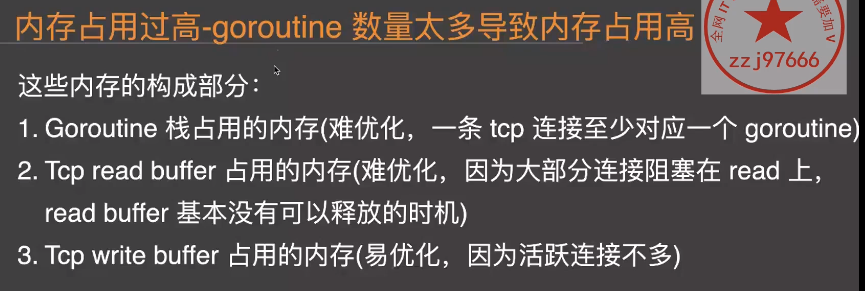 内存占用过高-goroutine 数量太多导致内存占用高
这些内存的构成部分：
1. Goroutine 栈占用的内存(难优化，一条 tcp 连接至少对应一个 goroutine)
2. Tcp read buffer 占用的内存(难优化，因为大部分连接阻塞在 read 上，
read buffer 基本没有可以释放的时机)
3. Tcp write buffer 占用的内存(易优化，因为活跃连接不多)
全网IT
需要加V
zzj97666